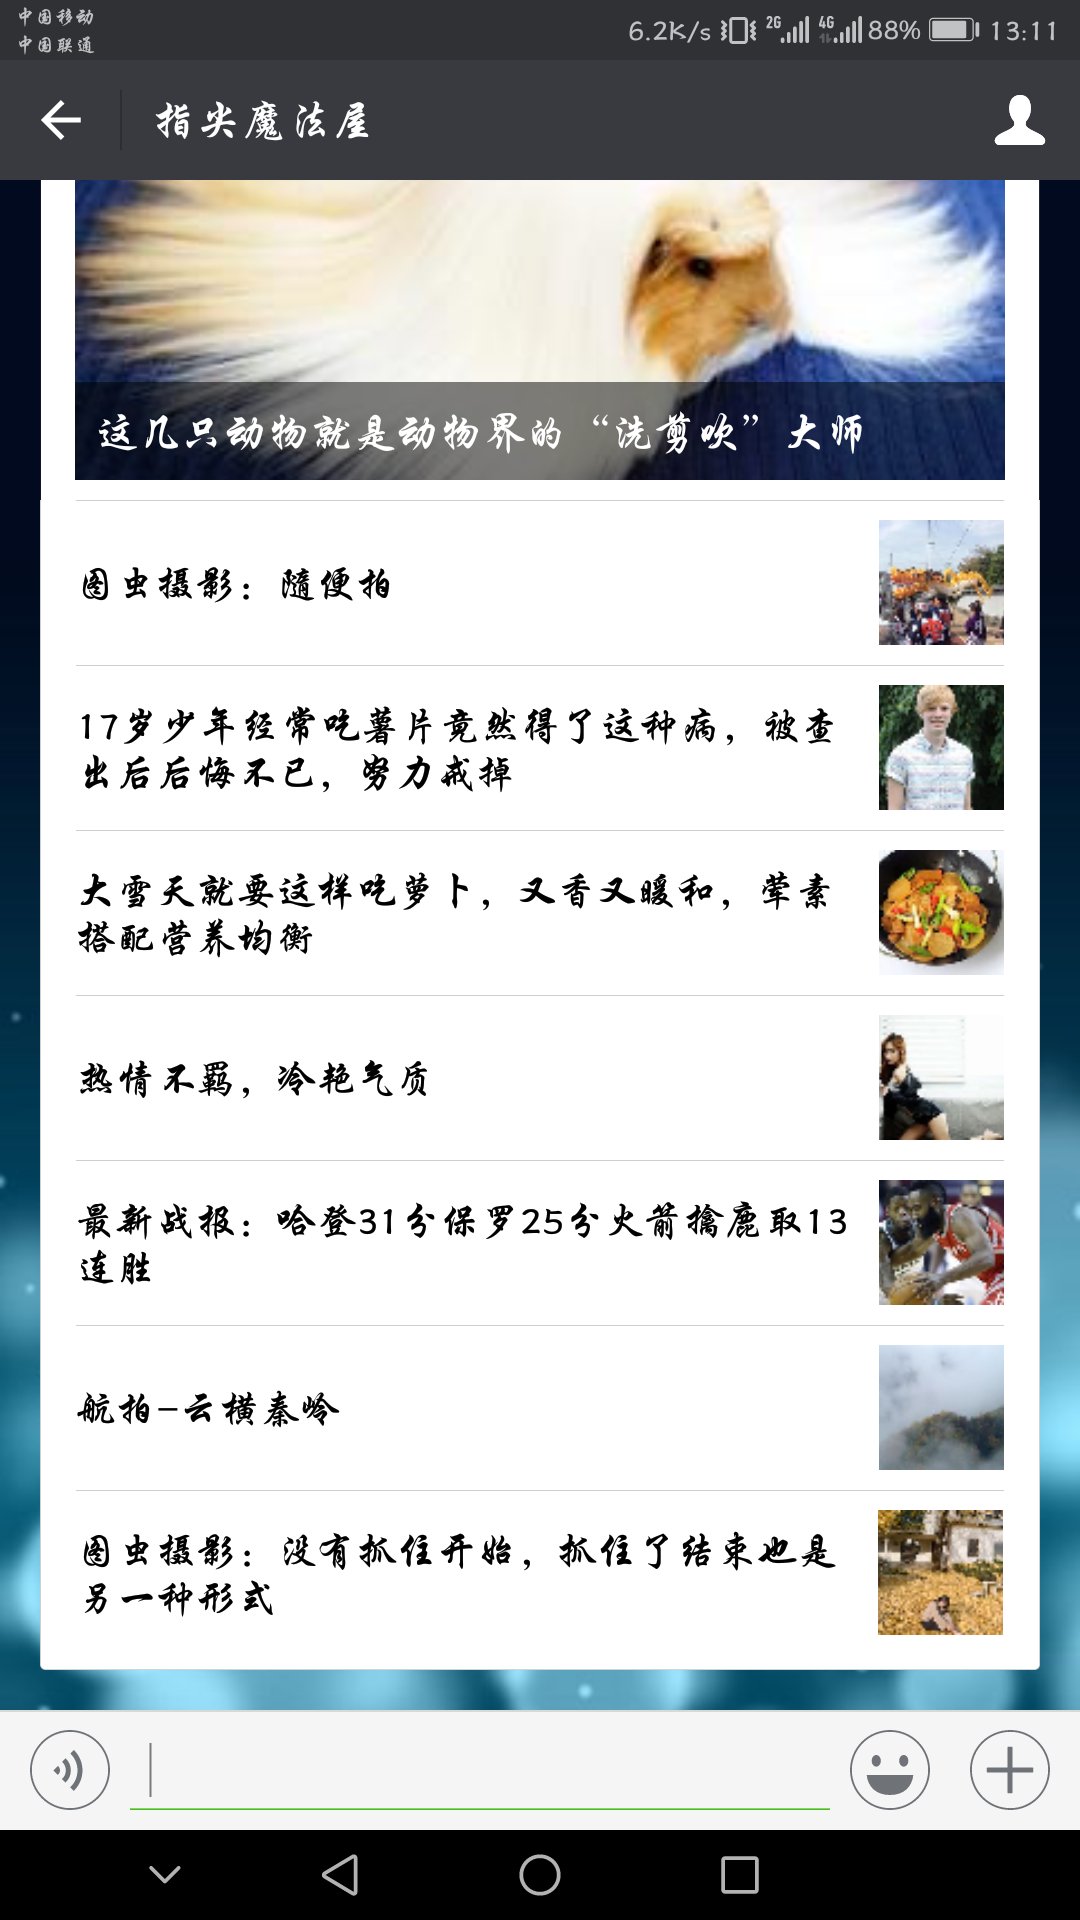 中国移动
中国联通
6.2K/s 2G 4G 88% 13:11
指尖魔法屋
这几只动物就是动物界的“洗剪吹”大师
图虫摄影：随便拍
17岁少年经常吃薯片竟然得了这种病，被查
出后后悔不已，努力戒掉
大雪天就要这样吃萝卜，又香又暖和，荤素
搭配营养均衡
热情不羁，冷艳气质
最新战报：哈登31分保罗25分火箭擒鹿取13
连胜
航拍-云横秦岭
图虫摄影：没有抓住开始，抓住了结束也是
另一种形式